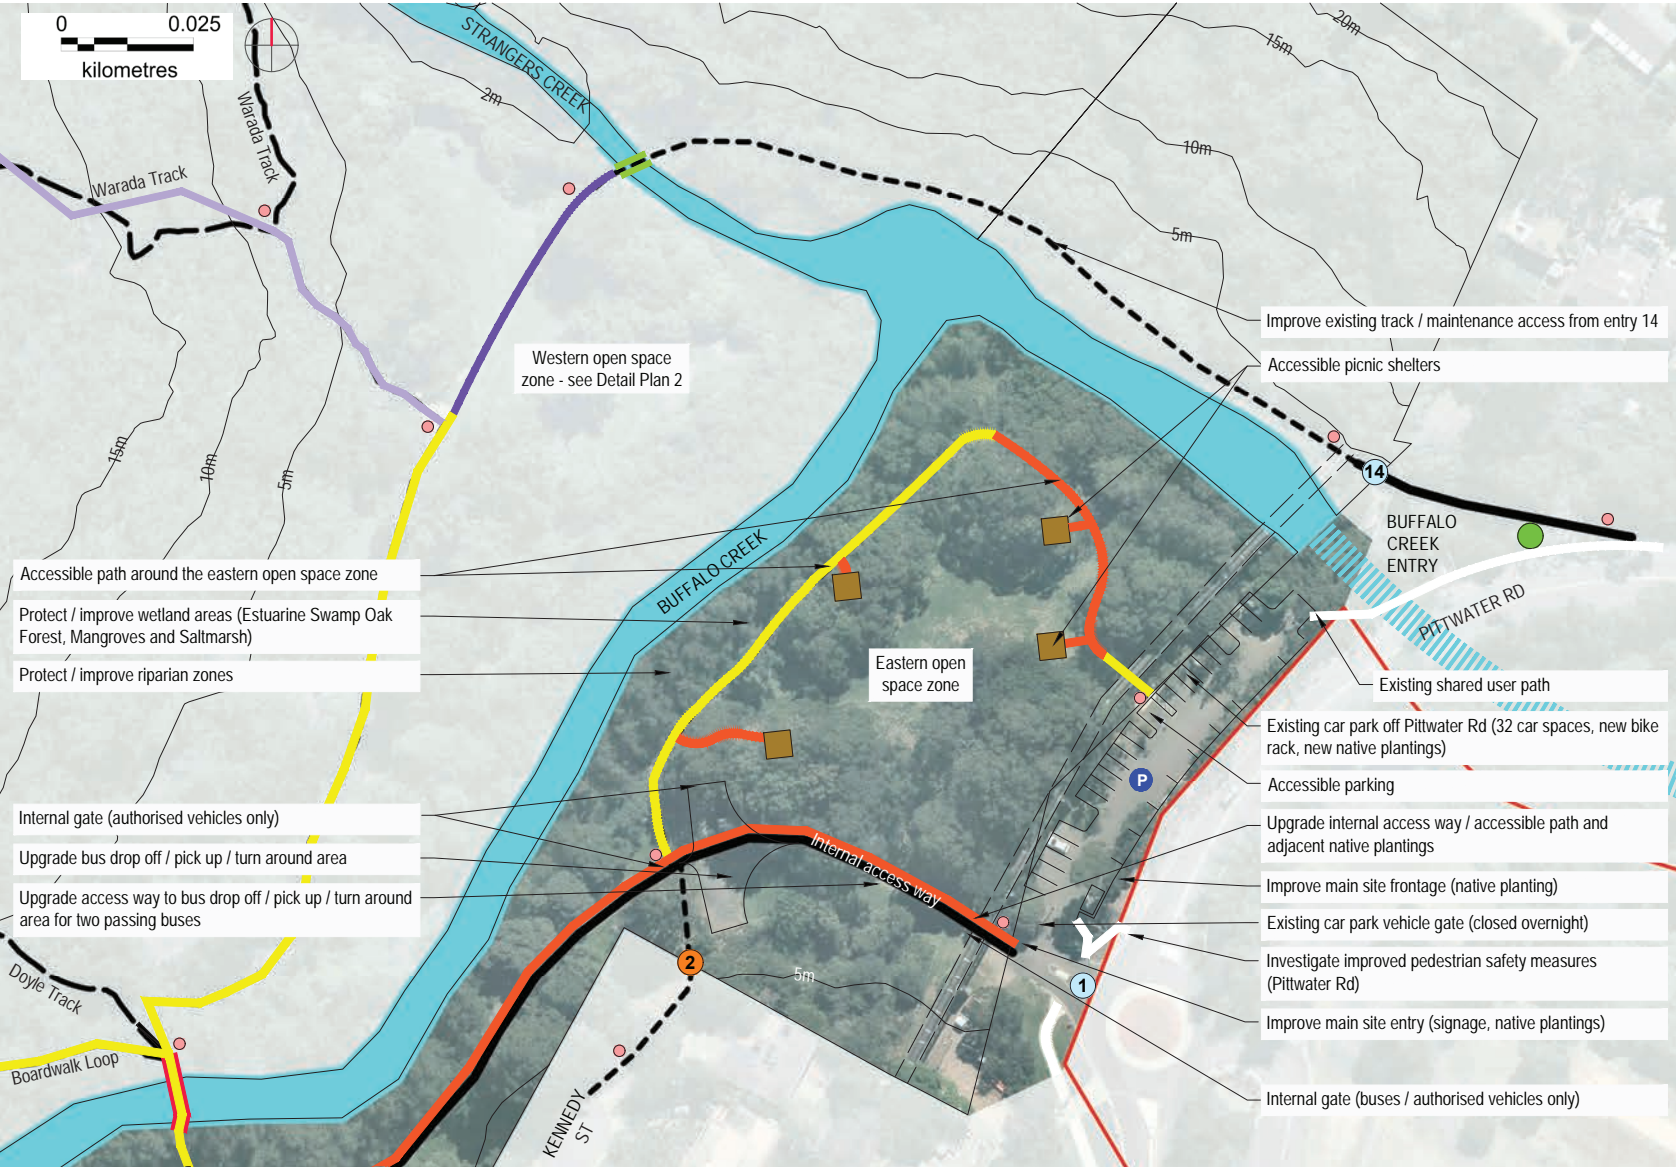 0 0.025
kilometres
STRANGERS CREEK
2m
20m
15m
10m
5m
Warada Track
Warada Track
Western open space
zone - see Detail Plan 2
Improve existing track / maintenance access from entry 14
Accessible picnic shelters
15m
10m
5m
14
BUFFALO
CREEK
ENTRY
PITTWATER RD
BUFFALO CREEK
Accessible path around the eastern open space zone
Protect / improve wetland areas (Estuarine Swamp Oak
Forest, Mangroves and Saltmarsh)
Protect / improve riparian zones
Eastern open
space zone
Existing shared user path
Existing car park off Pittwater Rd (32 car spaces, new bike
rack, new native plantings)
P
Accessible parking
Internal gate (authorised vehicles only)
Upgrade bus drop off / pick up / turn around area
Upgrade access way to bus drop off / pick up / turn around
area for two passing buses
Internal access way
Upgrade internal access way / accessible path and
adjacent native plantings
Improve main site frontage (native planting)
Existing car park vehicle gate (closed overnight)
Investigate improved pedestrian safety measures
(Pittwater Rd)
Improve main site entry (signage, native plantings)
Internal gate (buses / authorised vehicles only)
2
5m
1
Doyle Track
Boardwalk Loop
KENNEDY
ST